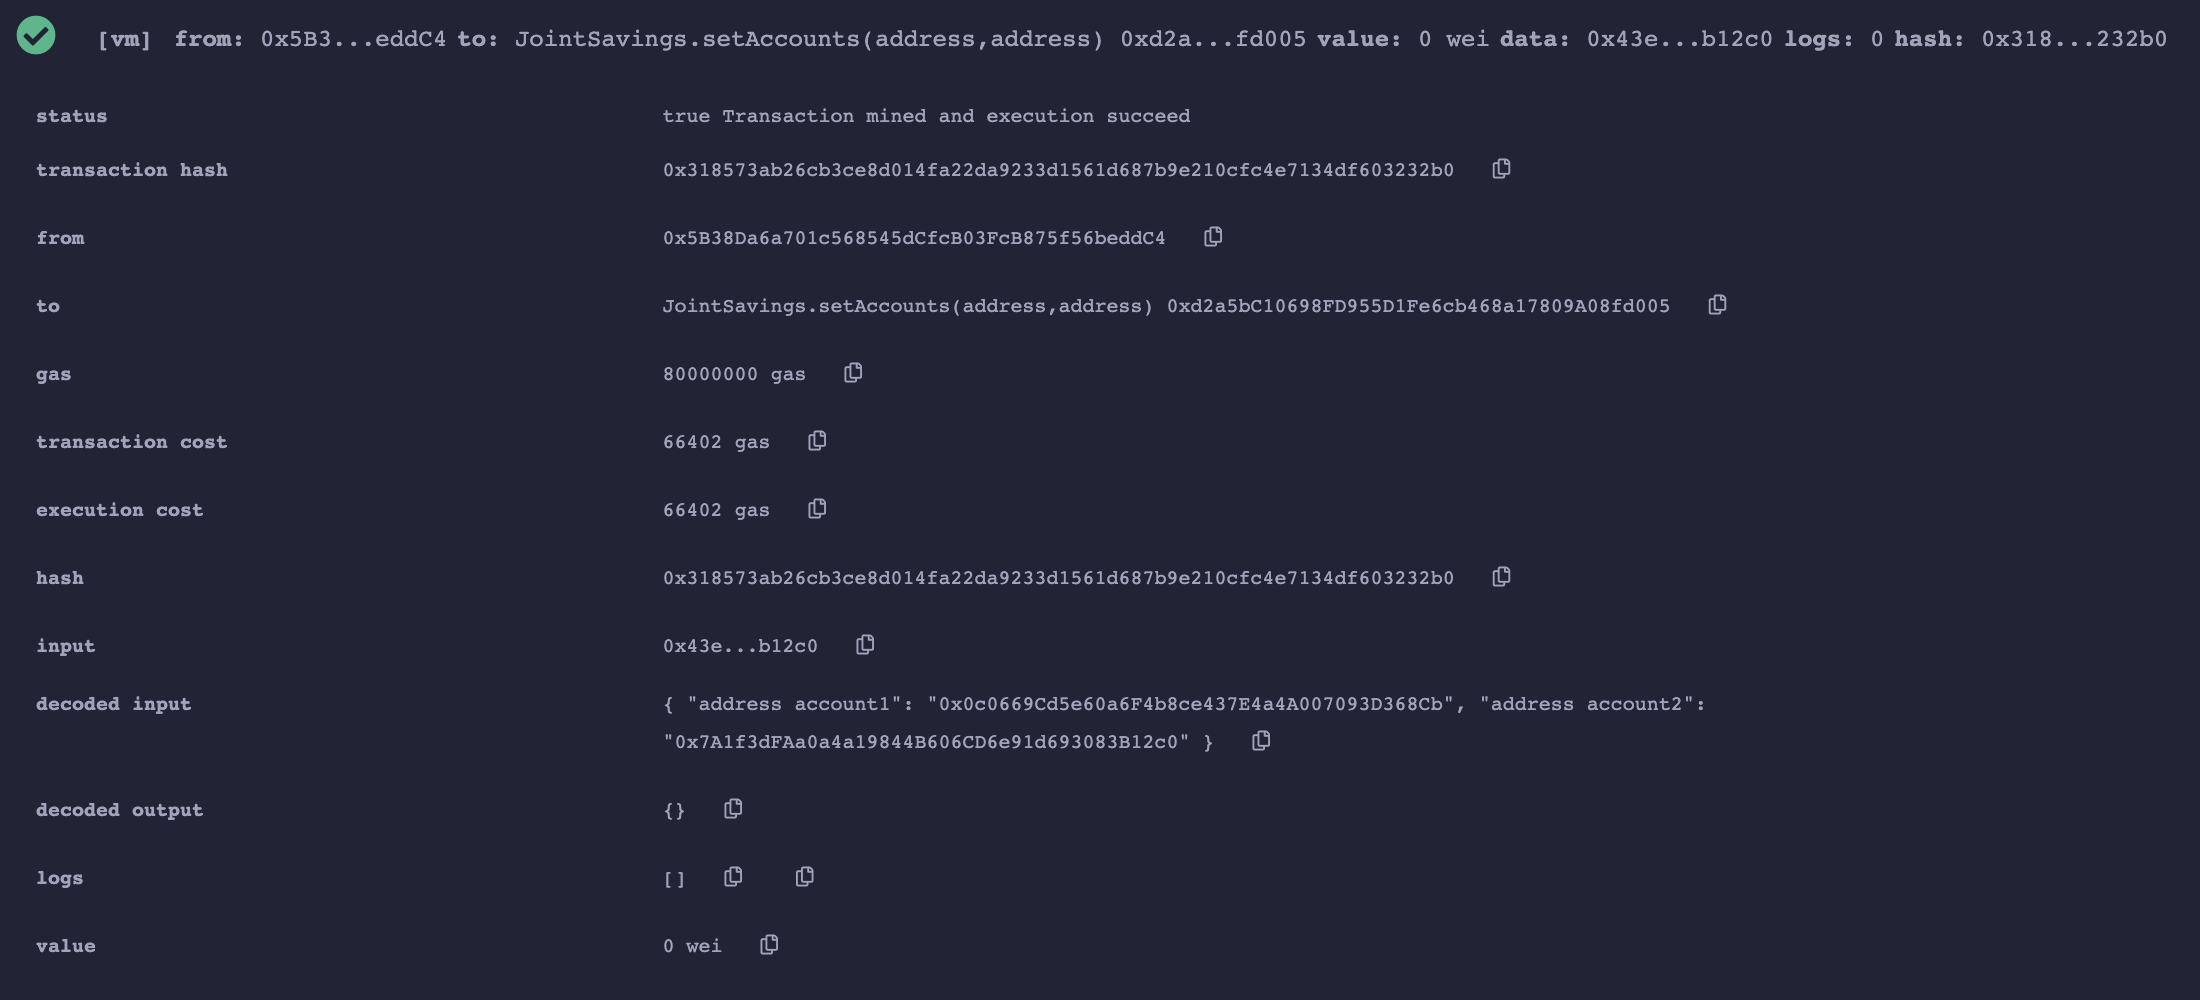 [vm] from: 0x5B3...eddC4 to: JointSavings.setAccounts(address,address) 0xd2a...fd005 value: 0 wei data: 0x43e...b12c0 logs: 0 hash: 0x318...232b0
status true Transaction mined and execution succeed
transaction hash 0x318573ab26cb3ce8d014fa22da9233d1561d687b9e210cfc4e7134df603232b0
from 0x5B38Da6a701c568545dCfcB03FcB875f56beddC4
to JointSavings.setAccounts(address,address) 0xd2a5bC10698FD955D1Fe6cb468a17809A08fd005
gas 80000000 gas
transaction cost 66402 gas
execution cost 66402 gas
hash 0x318573ab26cb3ce8d014fa22da9233d1561d687b9e210cfc4e7134df603232b0
input 0x43e...b12c0
decoded input { "address account1": "0x0c0669Cd5e60a6F4b8ce437E4a4A007093D368Cb", "address account2":
"0x7A1f3dFAa0a4a19844B606CD6e91d693083B12c0" }
decoded output {}
logs []
value 0 wei